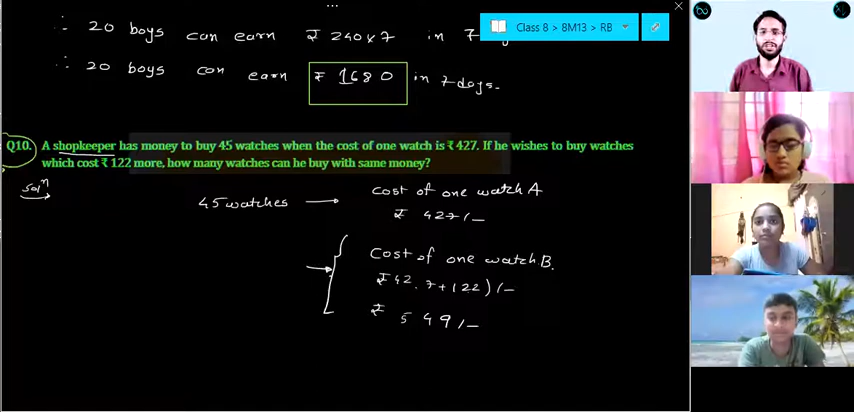 ...
∴ 20 boys can earn ₹ 240×7 in 7
Class 8 > 8M13 > RB
∴ 20 boys can earn ₹ 1680 in 7 days.
Q10. A shopkeeper has money to buy 45 watches when the cost of one watch is ₹ 427. If he wishes to buy watches
which cost ₹ 122 more, how many watches can he buy with same money?
Solⁿ
45 watches → cost of one watch A
₹ 427/–
cost of one watch B.
₹ 42.7+122)/–
₹ 549/–